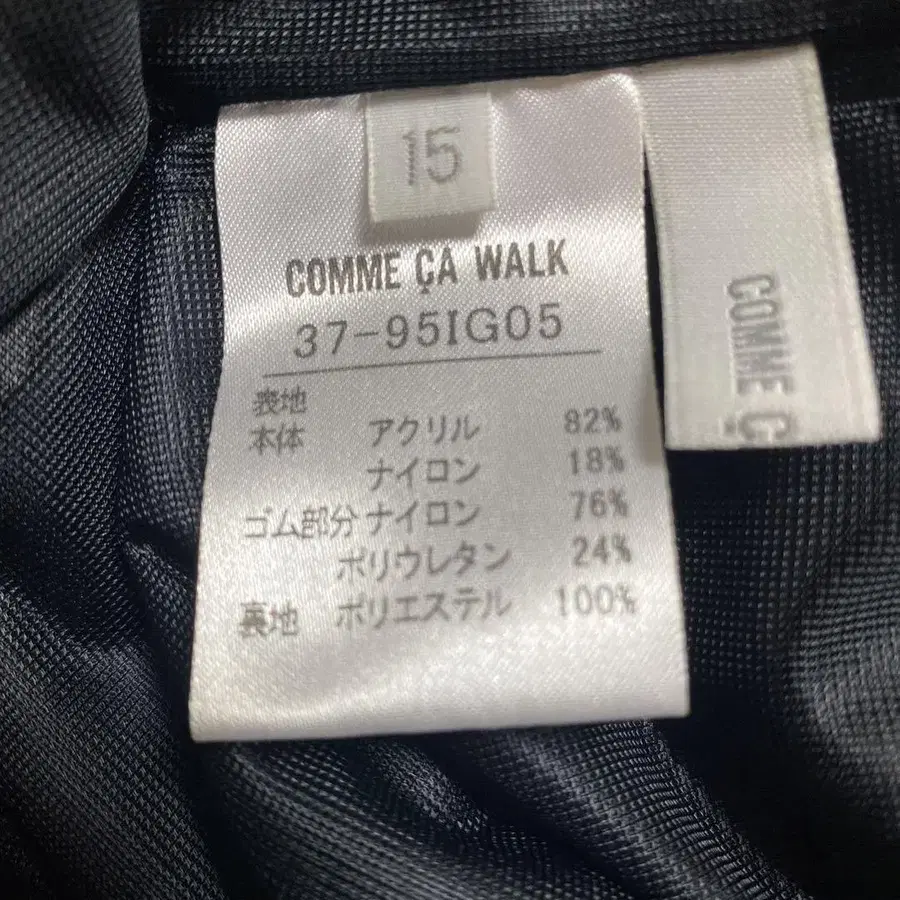 15
COMME ÇA WALK
37-95IG05
表地
本体 アクリル 82%
ナイロン 18%
ゴム部分 ナイロン 76%
ポリウレタン 24%
裏地 ポリエステル 100%
COMME Ç